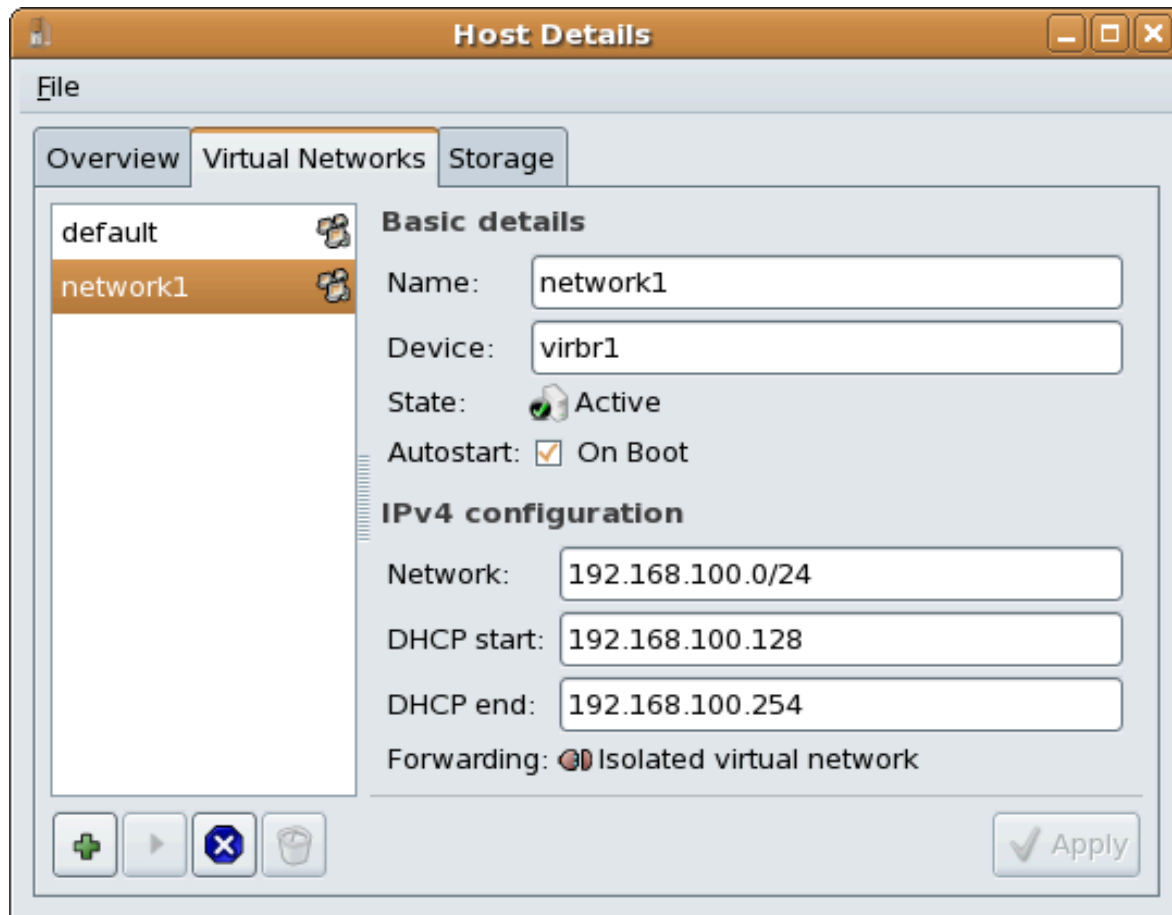 Host Details
File
Overview Virtual Networks Storage
default
network1
Basic details
Name: network1
Device: virbr1
State: Active
Autostart: On Boot
IPv4 configuration
Network: 192.168.100.0/24
DHCP start: 192.168.100.128
DHCP end: 192.168.100.254
Forwarding: Isolated virtual network
Apply